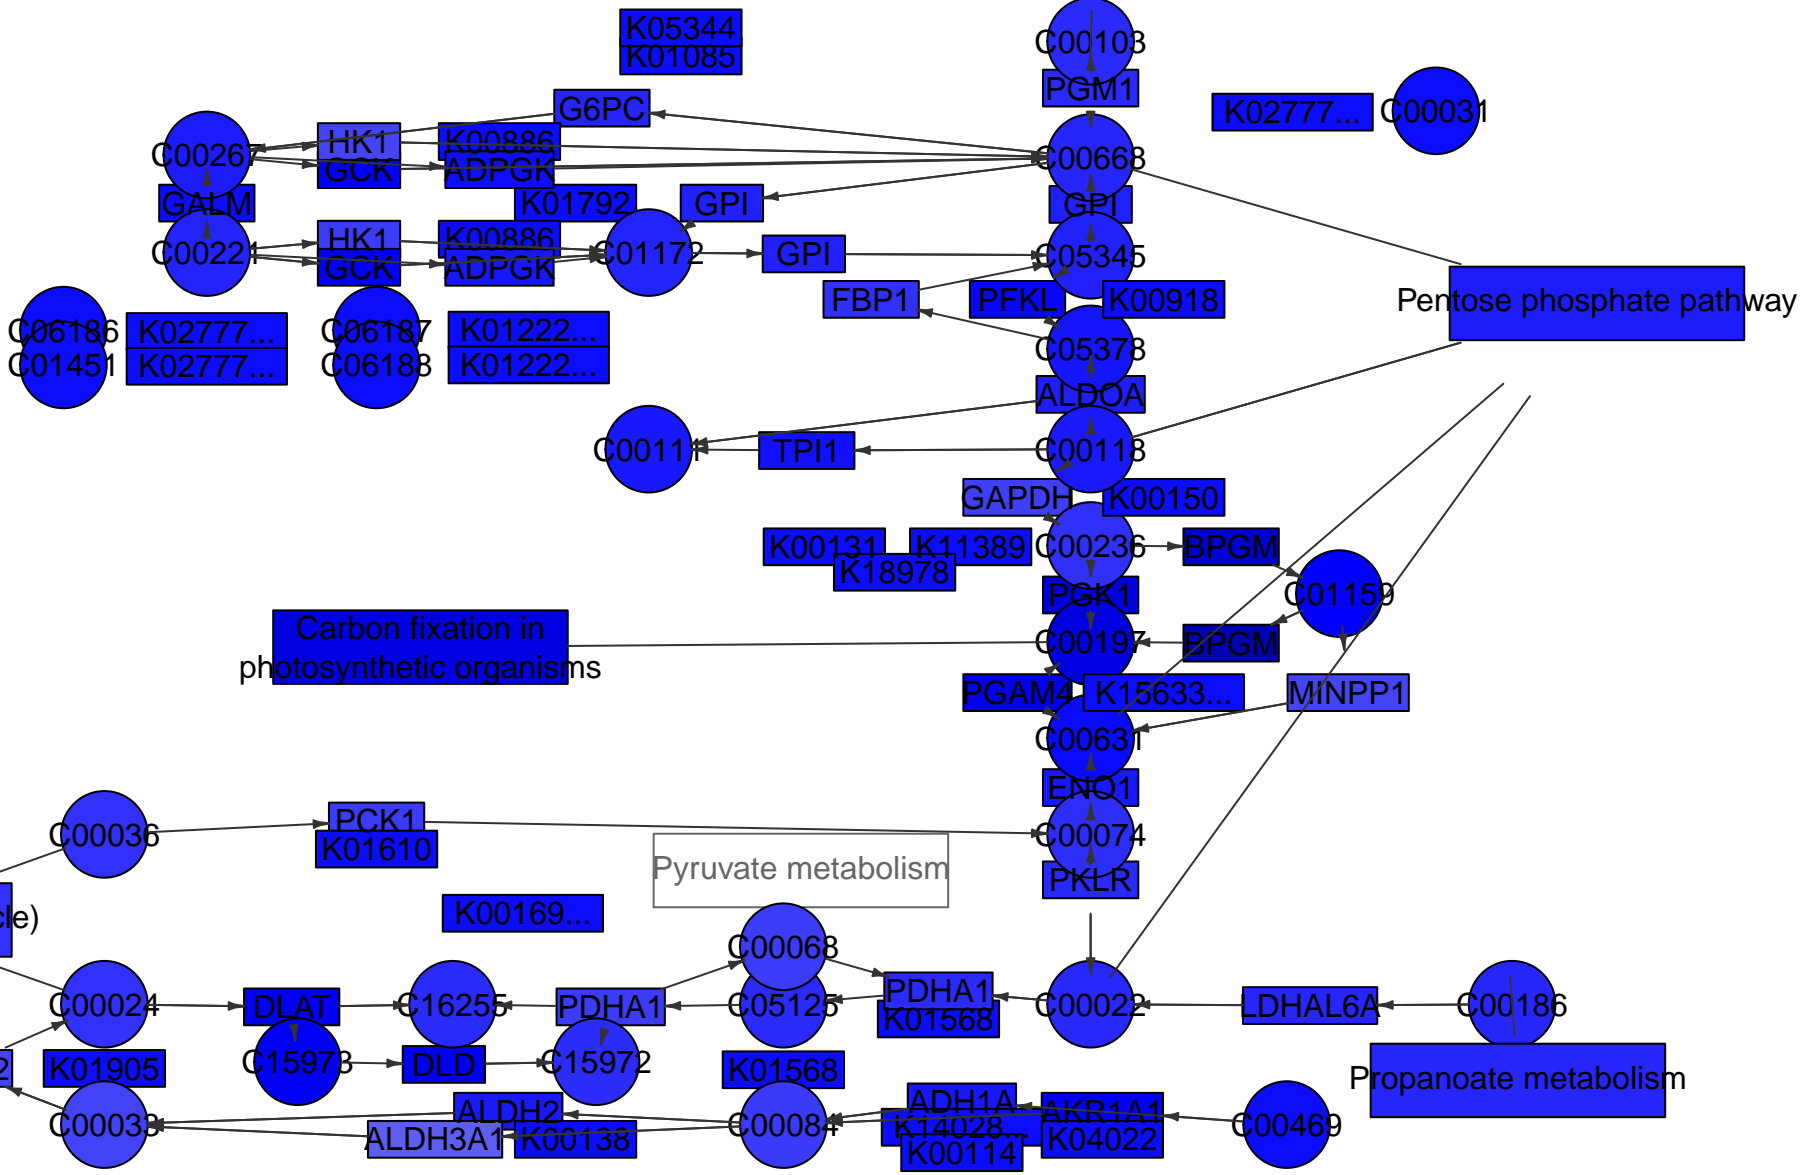 K05344
K01085
C00103
PGM1
K02777...
C00031
G6PC
C00267
HK1
K00886
GCK
ADPGK
C00668
GALM
K01792
GPI
GPI
C00221
HK1
K00886
GCK
ADPGK
C01172
GPI
C05345
FBP1
PFKL
K00918
Pentose phosphate pathway
C06186
K02777...
C06187
K01222...
C01451
K02777...
C06188
K01222...
C05378
ALDOA
C00111
TPI1
C00118
GAPDH
K00150
K00131
K11389
K18978
C00236
BPGM
PGK1
C01159
Carbon fixation in
photosynthetic organisms
C00197
BPGM
PGAM4
K15633...
MINPP1
C00631
ENO1
C00036
PCK1
K01610
C00074
Pyruvate metabolism
PKLR
cle)
K00169...
C00068
C00024
DLAT
C16255
PDHA1
C05125
PDHA1
K01568
C00022
LDHAL6A
C00186
2
K01905
C15973
DLD
C15972
K01568
Propanoate metabolism
C00033
ALDH2
ALDH3A1
K00138
C00084
ADH1A
K14028...
K00114
AKR1A1
K04022
C00469